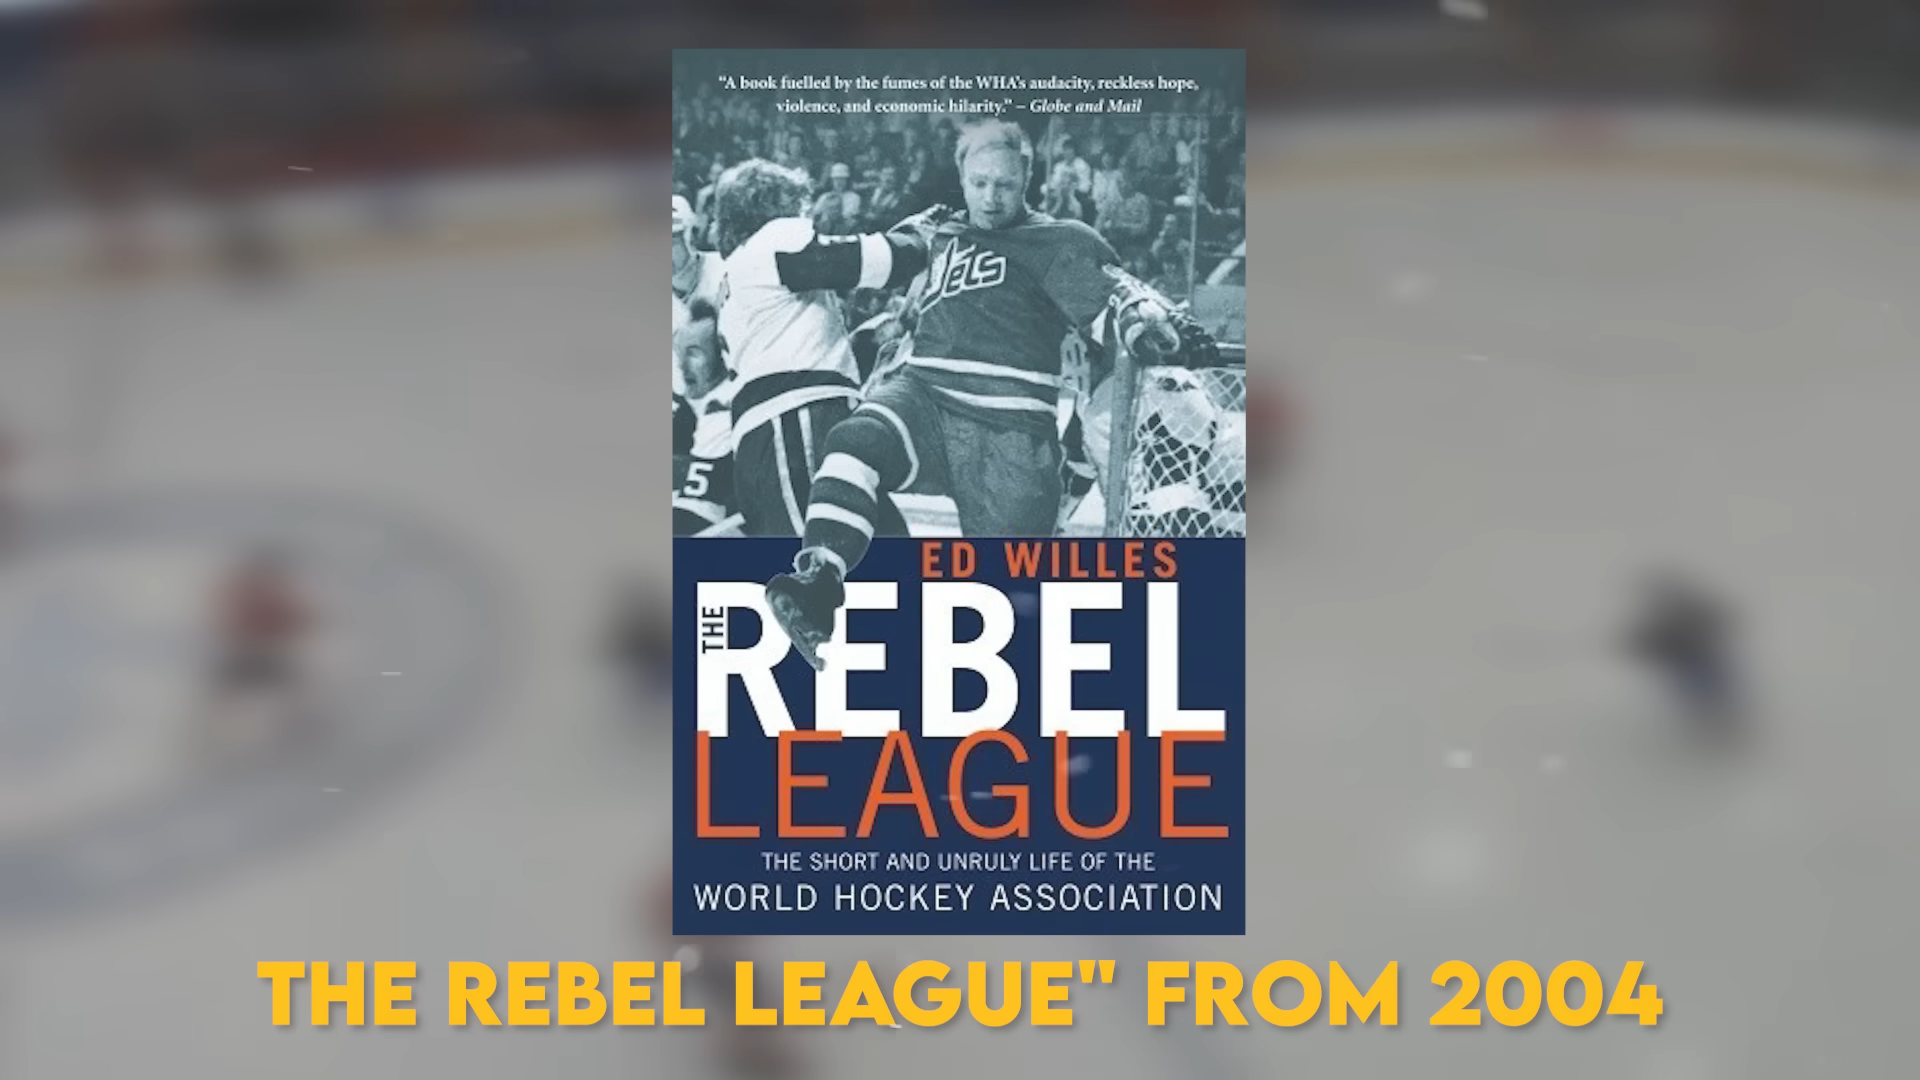 “A book fuelled by the fumes of the WHA’s audacity, reckless hope,
violence, and economic hilarity.” – Globe and Mail
Jets
5
ED WILLES
THE
REBEL
LEAGUE
THE SHORT AND UNRULY LIFE OF THE
WORLD HOCKEY ASSOCIATION
THE REBEL LEAGUE" FROM 2004